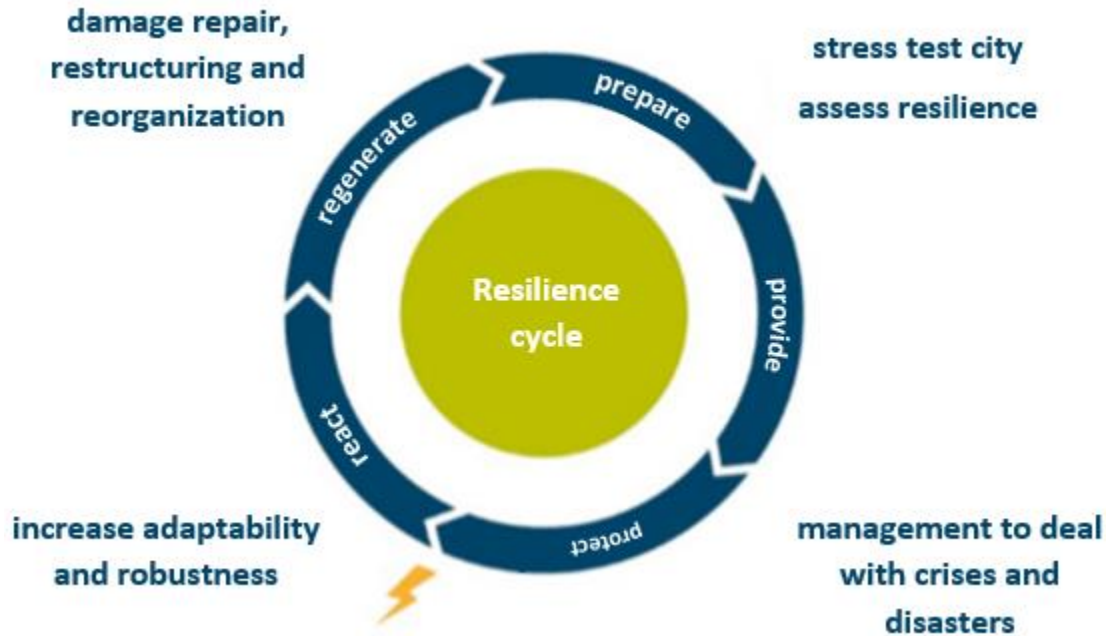 damage repair,
restructuring and
reorganization
stress test city
assess resilience
prepare
regenerate
Resilience
cycle
provide
react
protect
increase adaptability
and robustness
management to deal
with crises and
disasters